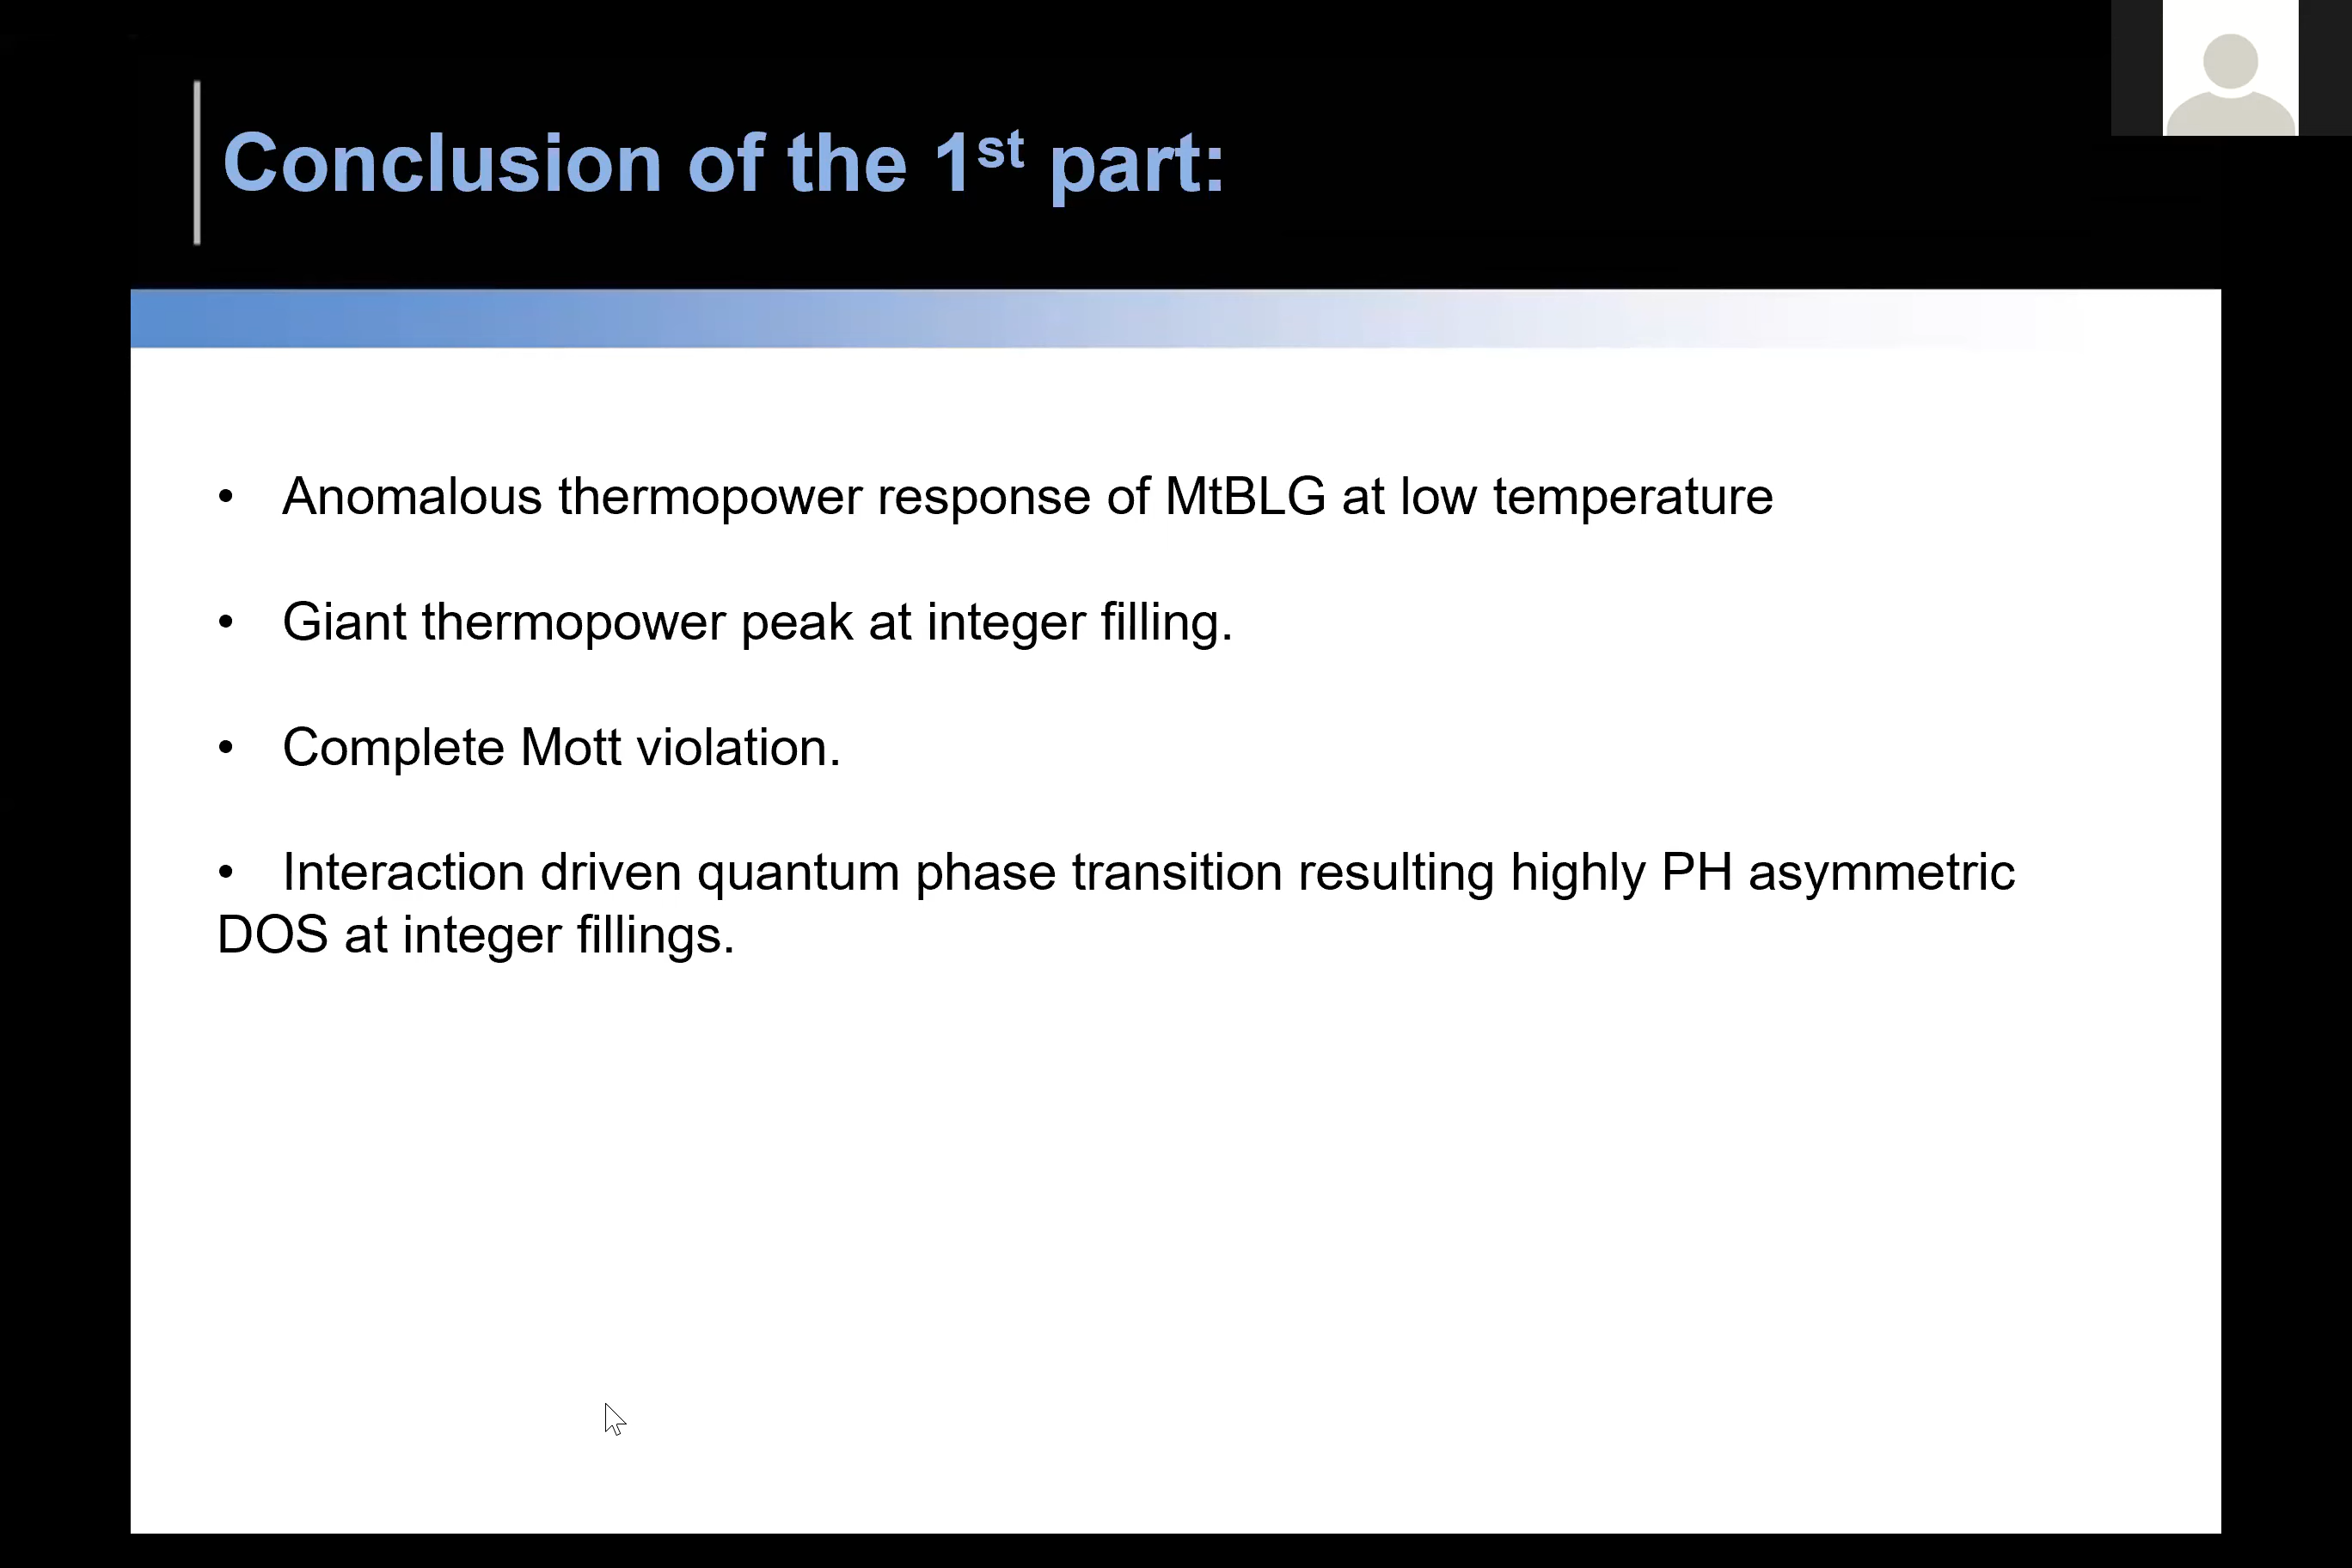 Conclusion of the 1st part:
• Anomalous thermopower response of MtBLG at low temperature
• Giant thermopower peak at integer filling.
• Complete Mott violation.
• Interaction driven quantum phase transition resulting highly PH asymmetric
DOS at integer fillings.